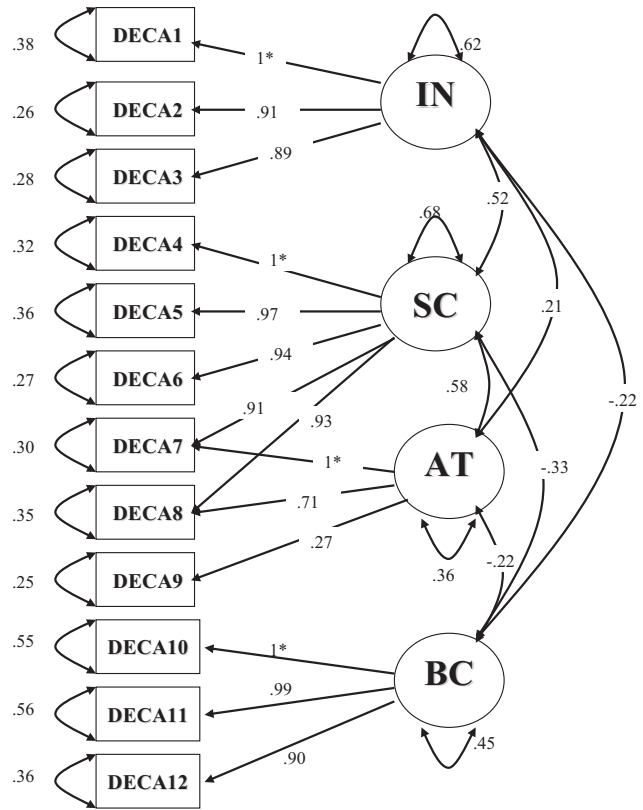 .38
DECA1
1*
IN
.62
.26
DECA2
.91
.28
DECA3
.89
.52
.32
DECA4
1*
SC
.68
.21
.36
DECA5
.97
.27
DECA6
.94
.58
-.22
.30
DECA7
.91
.93
1*
AT
-.33
.35
DECA8
.71
.25
DECA9
.27
.36
-.22
.55
DECA10
1*
BC
.56
DECA11
.99
.45
.36
DECA12
.90